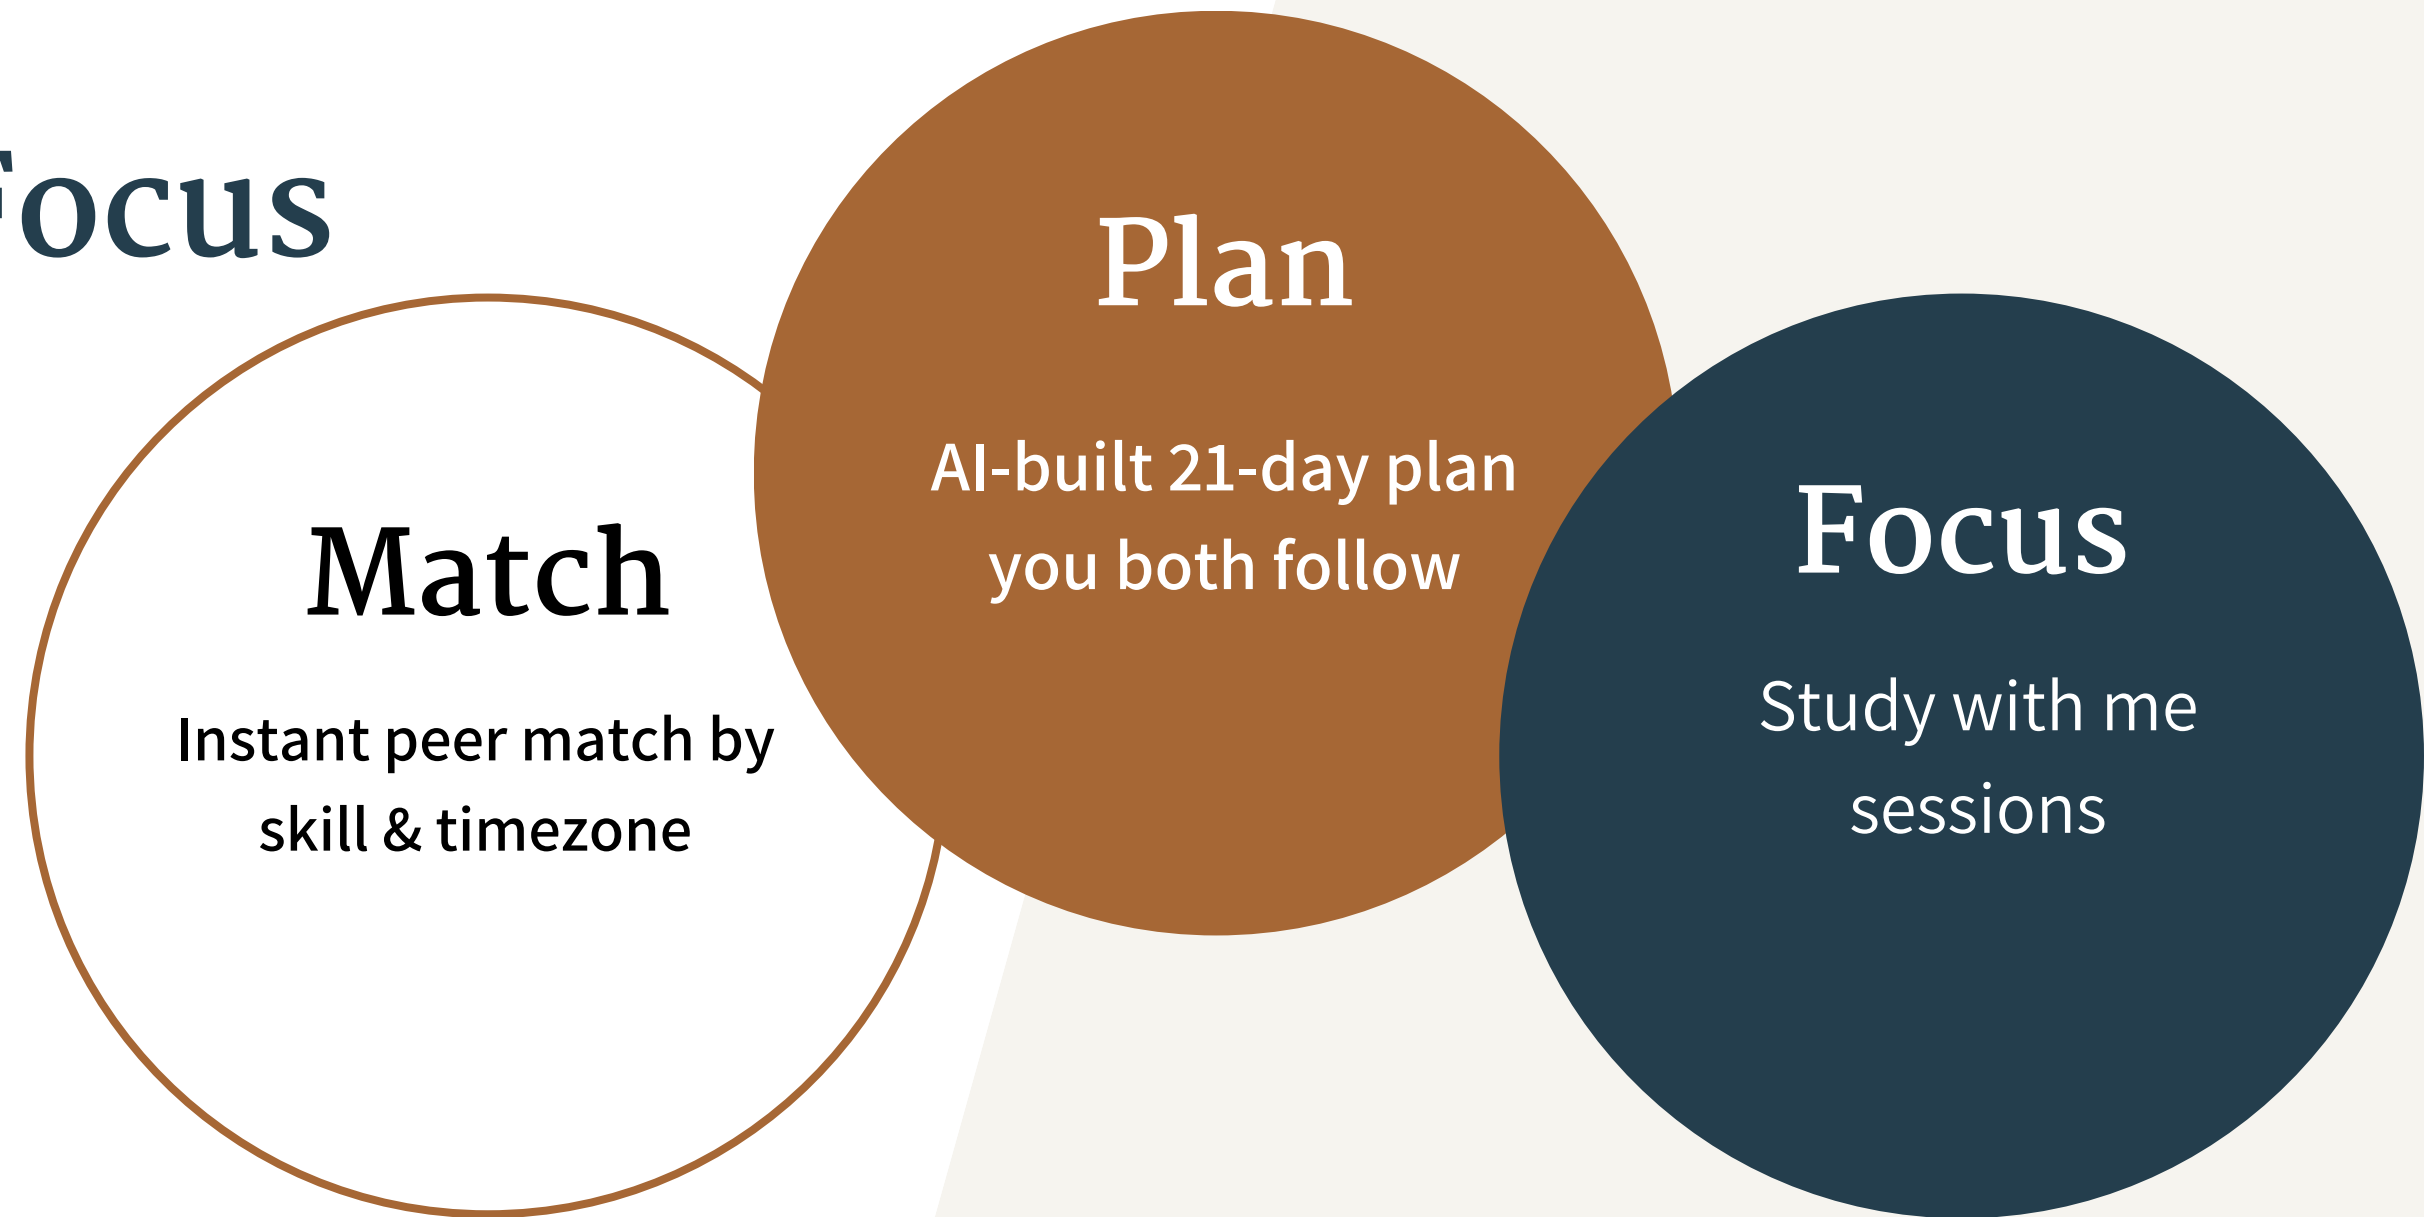 Focus
Match
Instant peer match by
skill & timezone
Plan
AI-built 21-day plan
you both follow
Focus
Study with me
sessions